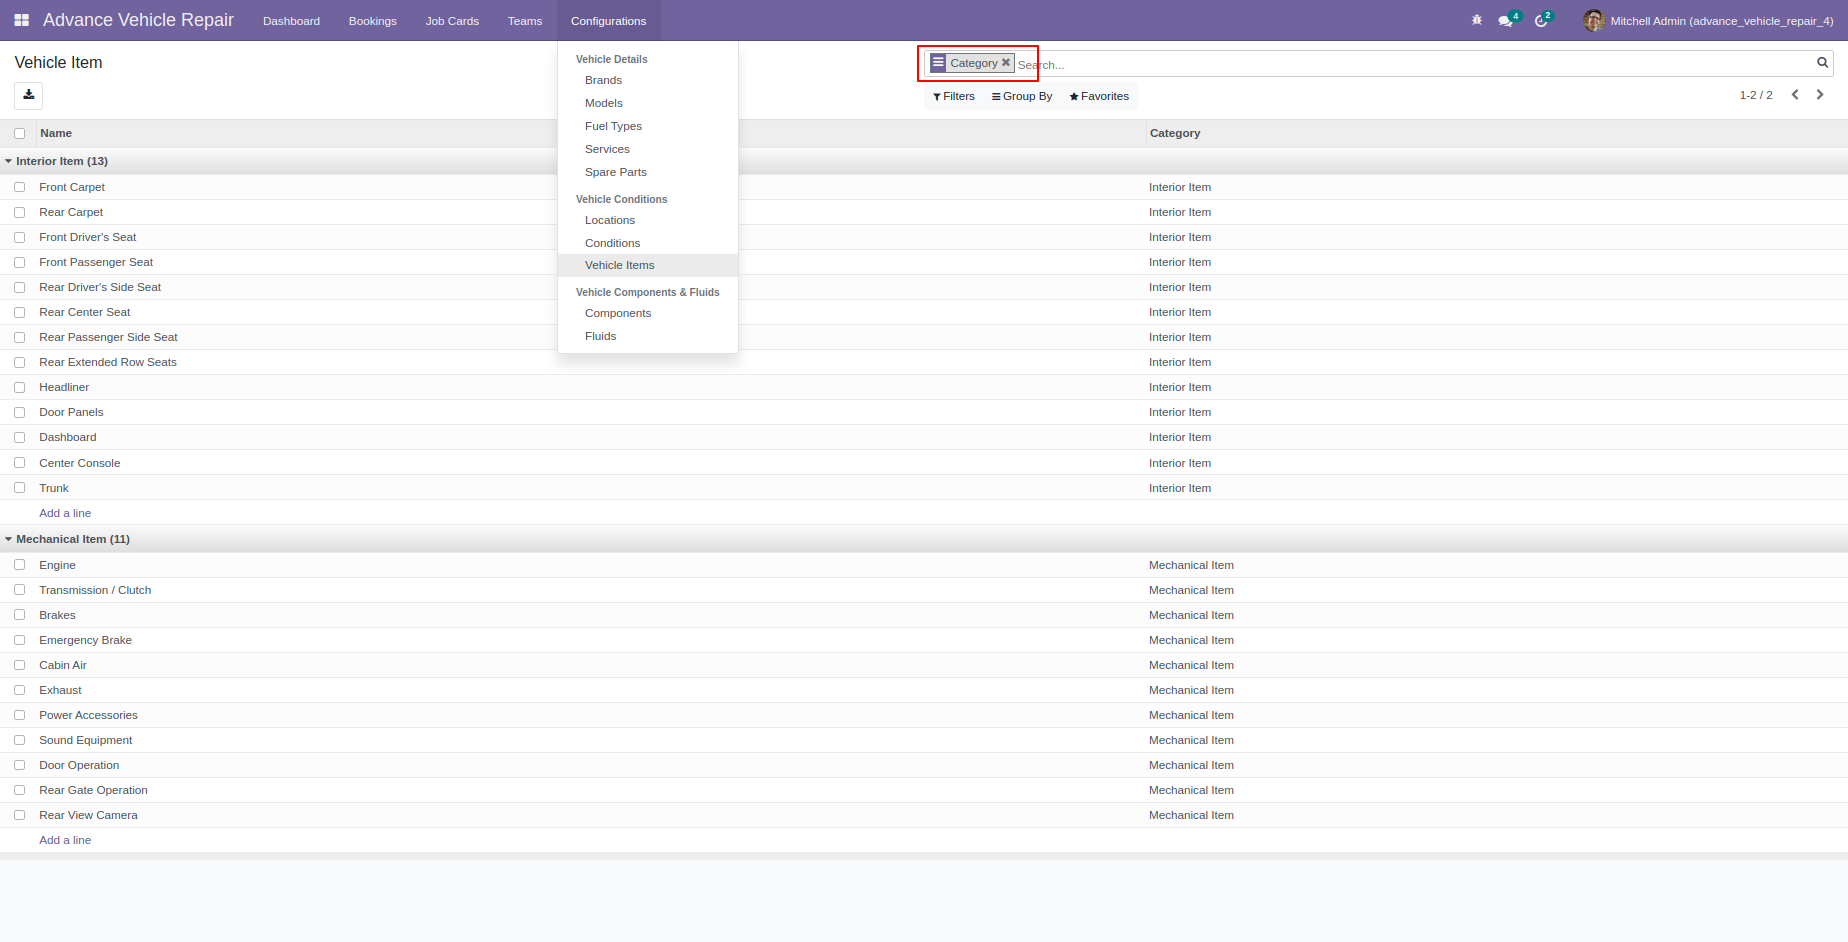 Advance Vehicle Repair Dashboard Bookings Job Cards Teams Configurations 4 2 Mitchell Admin (advance_vehicle_repair_4)
Vehicle Item
Category Search...
Filters Group By Favorites 1-2 / 2
Vehicle Details
Brands
Models
Fuel Types
Services
Spare Parts
Vehicle Conditions
Locations
Conditions
Vehicle Items
Vehicle Components & Fluids
Components
Fluids
Name Category
Interior Item (13)
Front Carpet Interior Item
Rear Carpet Interior Item
Front Driver's Seat Interior Item
Front Passenger Seat Interior Item
Rear Driver's Side Seat Interior Item
Rear Center Seat Interior Item
Rear Passenger Side Seat Interior Item
Rear Extended Row Seats Interior Item
Headliner Interior Item
Door Panels Interior Item
Dashboard Interior Item
Center Console Interior Item
Trunk Interior Item
Add a line
Mechanical Item (11)
Engine Mechanical Item
Transmission / Clutch Mechanical Item
Brakes Mechanical Item
Emergency Brake Mechanical Item
Cabin Air Mechanical Item
Exhaust Mechanical Item
Power Accessories Mechanical Item
Sound Equipment Mechanical Item
Door Operation Mechanical Item
Rear Gate Operation Mechanical Item
Rear View Camera Mechanical Item
Add a line